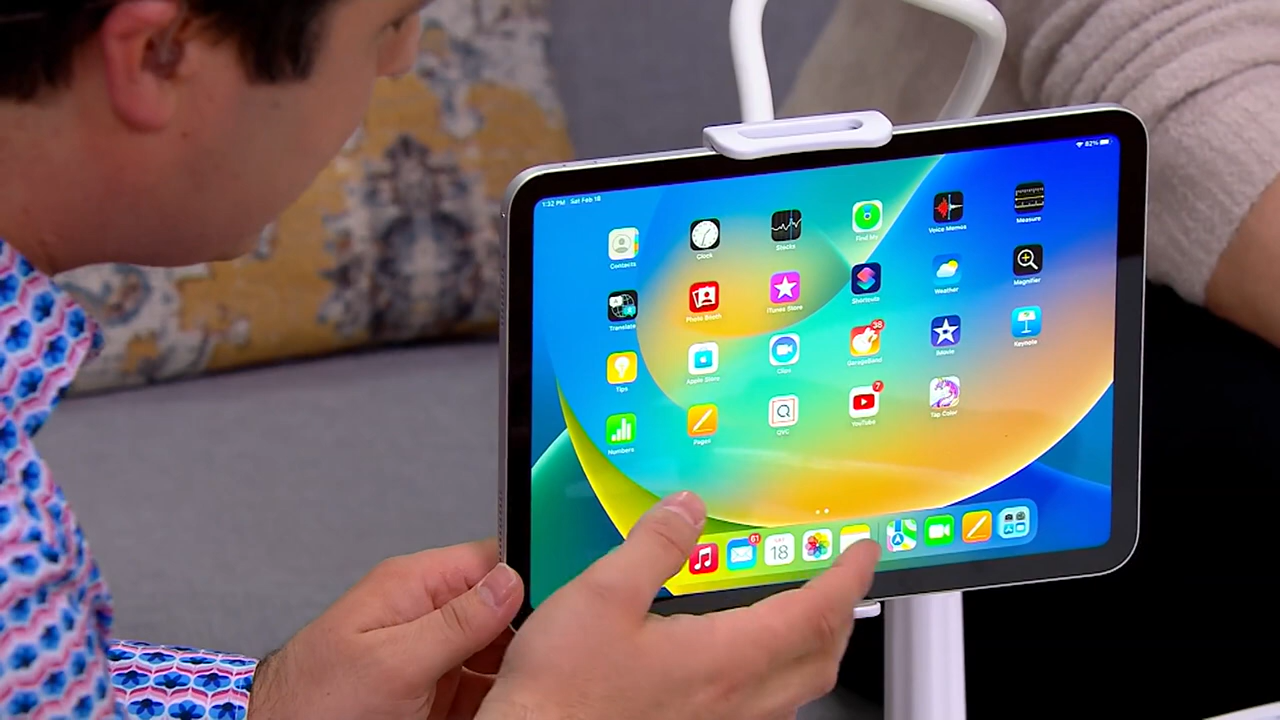 1:32 PM Sat Feb 18
82%
Contacts
Clock
Stocks
Find My
Voice Memos
Measure
Translate
Photo Booth
iTunes Store
Shortcuts
Weather
Magnifier
Tips
Apple Store
Clips
38
GarageBand
iMovie
Keynote
Numbers
Pages
Q
QVC
7
YouTube
Tap Color
61
SAT
18